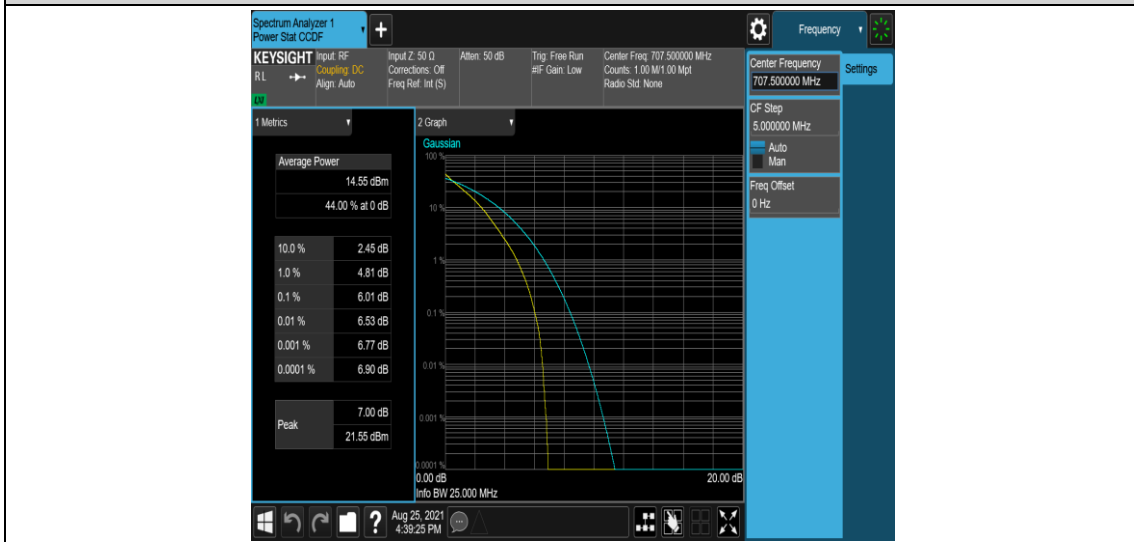 Spectrum Analyzer 1
Power Stat CCDF
+
Frequency
KEYSIGHT
RL
LXI
Input: RF
Coupling: DC
Align: Auto
Input Z: 50 Ω
Corrections: Off
Freq Ref: Int (S)
Atten: 50 dB
Trig: Free Run
#IF Gain: Low
Center Freq: 707.500000 MHz
Counts: 1.00 M/1.00 Mpt
Radio Std: None
Center Frequency
707.500000 MHz
Settings
CF Step
5.000000 MHz
Auto
Man
Freq Offset
0 Hz
1 Metrics
Average Power
14.55 dBm
44.00 % at 0 dB
10.0 % 2.45 dB
1.0 % 4.81 dB
0.1 % 6.01 dB
0.01 % 6.53 dB
0.001 % 6.77 dB
0.0001 % 6.90 dB
Peak
7.00 dB
21.55 dBm
2 Graph
Gaussian
100 %
10 %
1 %
0.1 %
0.01 %
0.001 %
0.0001 %
0.00 dB 20.00 dB
Info BW 25.000 MHz
?
Aug 25, 2021
4:39:25 PM